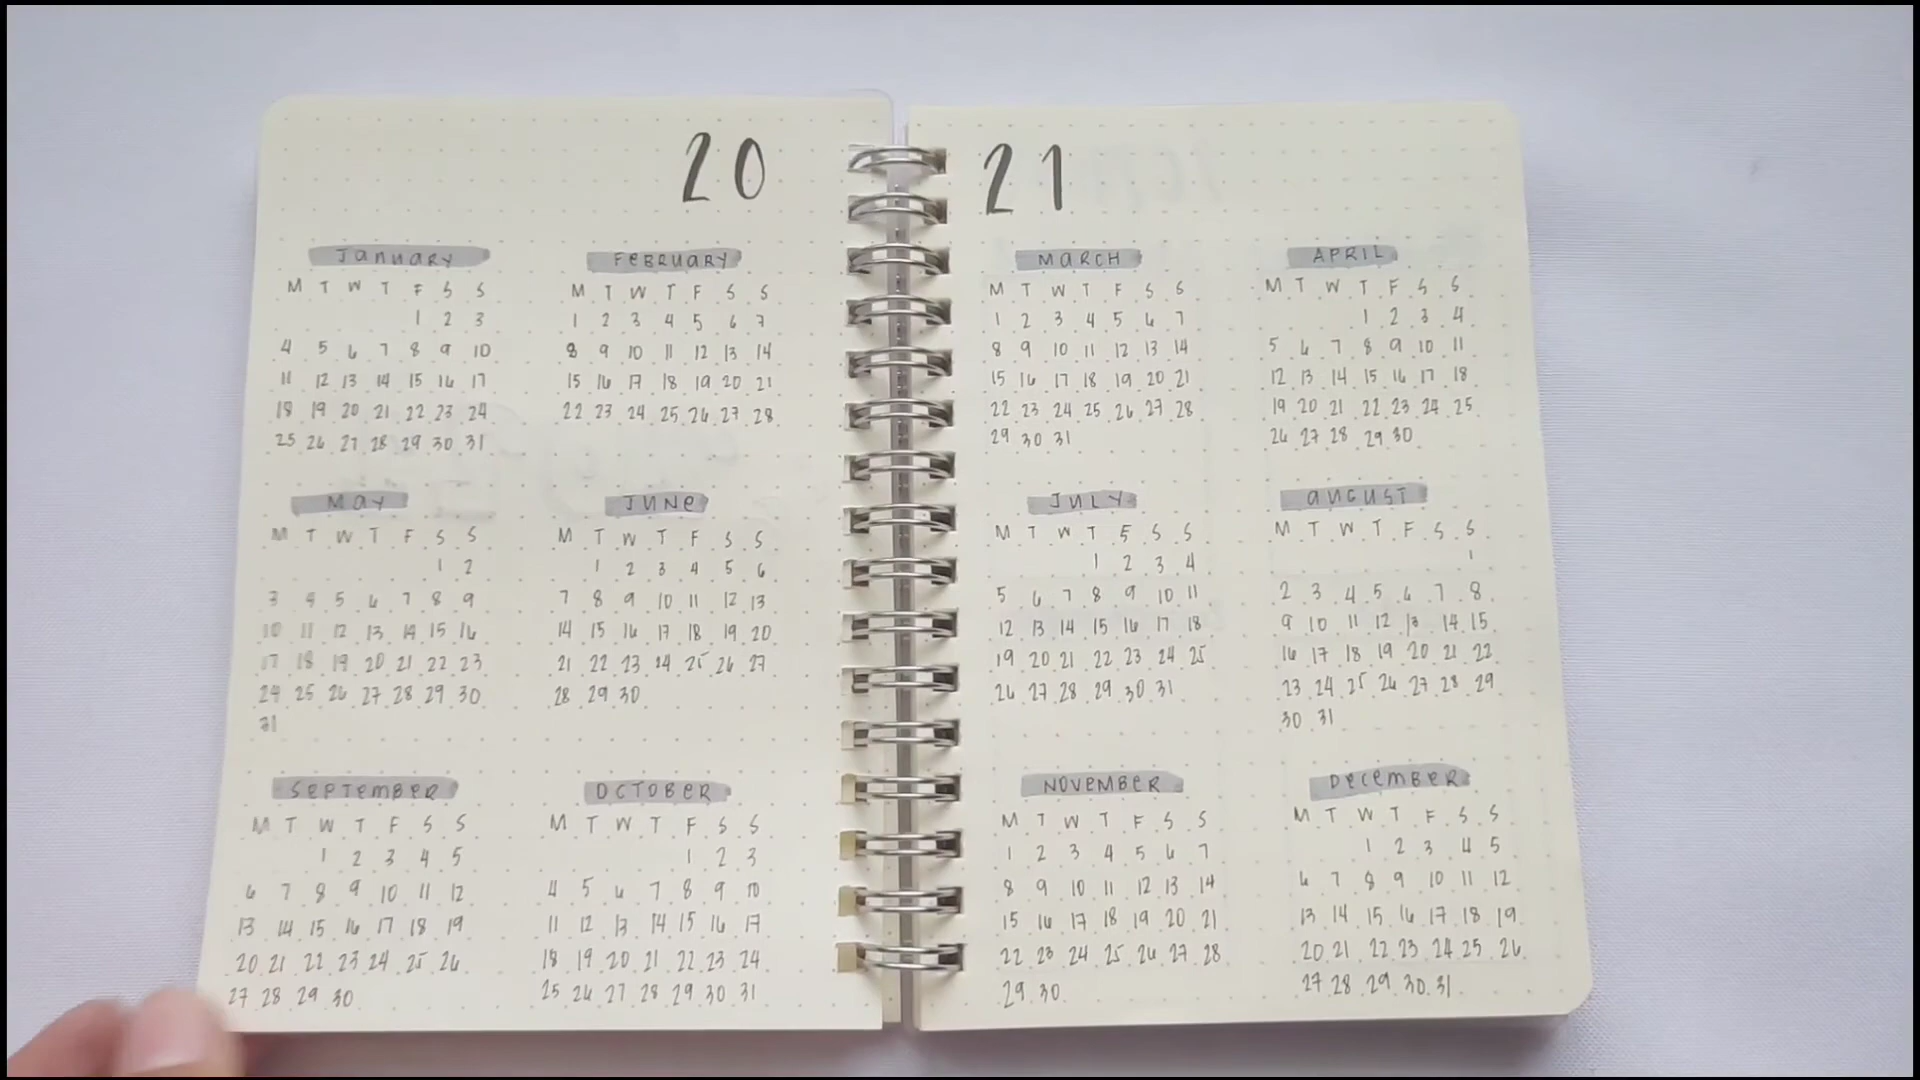 20 21
JANUARY
M T W T F S S
1 2 3
4 5 6 7 8 9 10
11 12 13 14 15 16 17
18 19 20 21 22 23 24
25 26 27 28 29 30 31
FEBRUARY
M T W T F S S
1 2 3 4 5 6 7
8 9 10 11 12 13 14
15 16 17 18 19 20 21
22 23 24 25 26 27 28
MAY
M T W T F S S
1 2
3 4 5 6 7 8 9
10 11 12 13 14 15 16
17 18 19 20 21 22 23
24 25 26 27 28 29 30
31
JUNE
M T W T F S S
1 2 3 4 5 6
7 8 9 10 11 12 13
14 15 16 17 18 19 20
21 22 23 24 25 26 27
28 29 30
SEPTEMBER
M T W T F S S
1 2 3 4 5
6 7 8 9 10 11 12
13 14 15 16 17 18 19
20 21 22 23 24 25 26
27 28 29 30
OCTOBER
M T W T F S S
1 2 3
4 5 6 7 8 9 10
11 12 13 14 15 16 17
18 19 20 21 22 23 24
25 26 27 28 29 30 31
MARCH
M T W T F S S
1 2 3 4 5 6 7
8 9 10 11 12 13 14
15 16 17 18 19 20 21
22 23 24 25 26 27 28
29 30 31
APRIL
M T W T F S S
1 2 3 4
5 6 7 8 9 10 11
12 13 14 15 16 17 18
19 20 21 22 23 24 25
26 27 28 29 30
JULY
M T W T F S S
1 2 3 4
5 6 7 8 9 10 11
12 13 14 15 16 17 18
19 20 21 22 23 24 25
26 27 28 29 30 31
AUGUST
M T W T F S S
1
2 3 4 5 6 7 8
9 10 11 12 13 14 15
16 17 18 19 20 21 22
23 24 25 26 27 28 29
30 31
NOVEMBER
M T W T F S S
1 2 3 4 5 6 7
8 9 10 11 12 13 14
15 16 17 18 19 20 21
22 23 24 25 26 27 28
29 30
DECEMBER
M T W T F S S
1 2 3 4 5
6 7 8 9 10 11 12
13 14 15 16 17 18 19
20 21 22 23 24 25 26
27 28 29 30 31